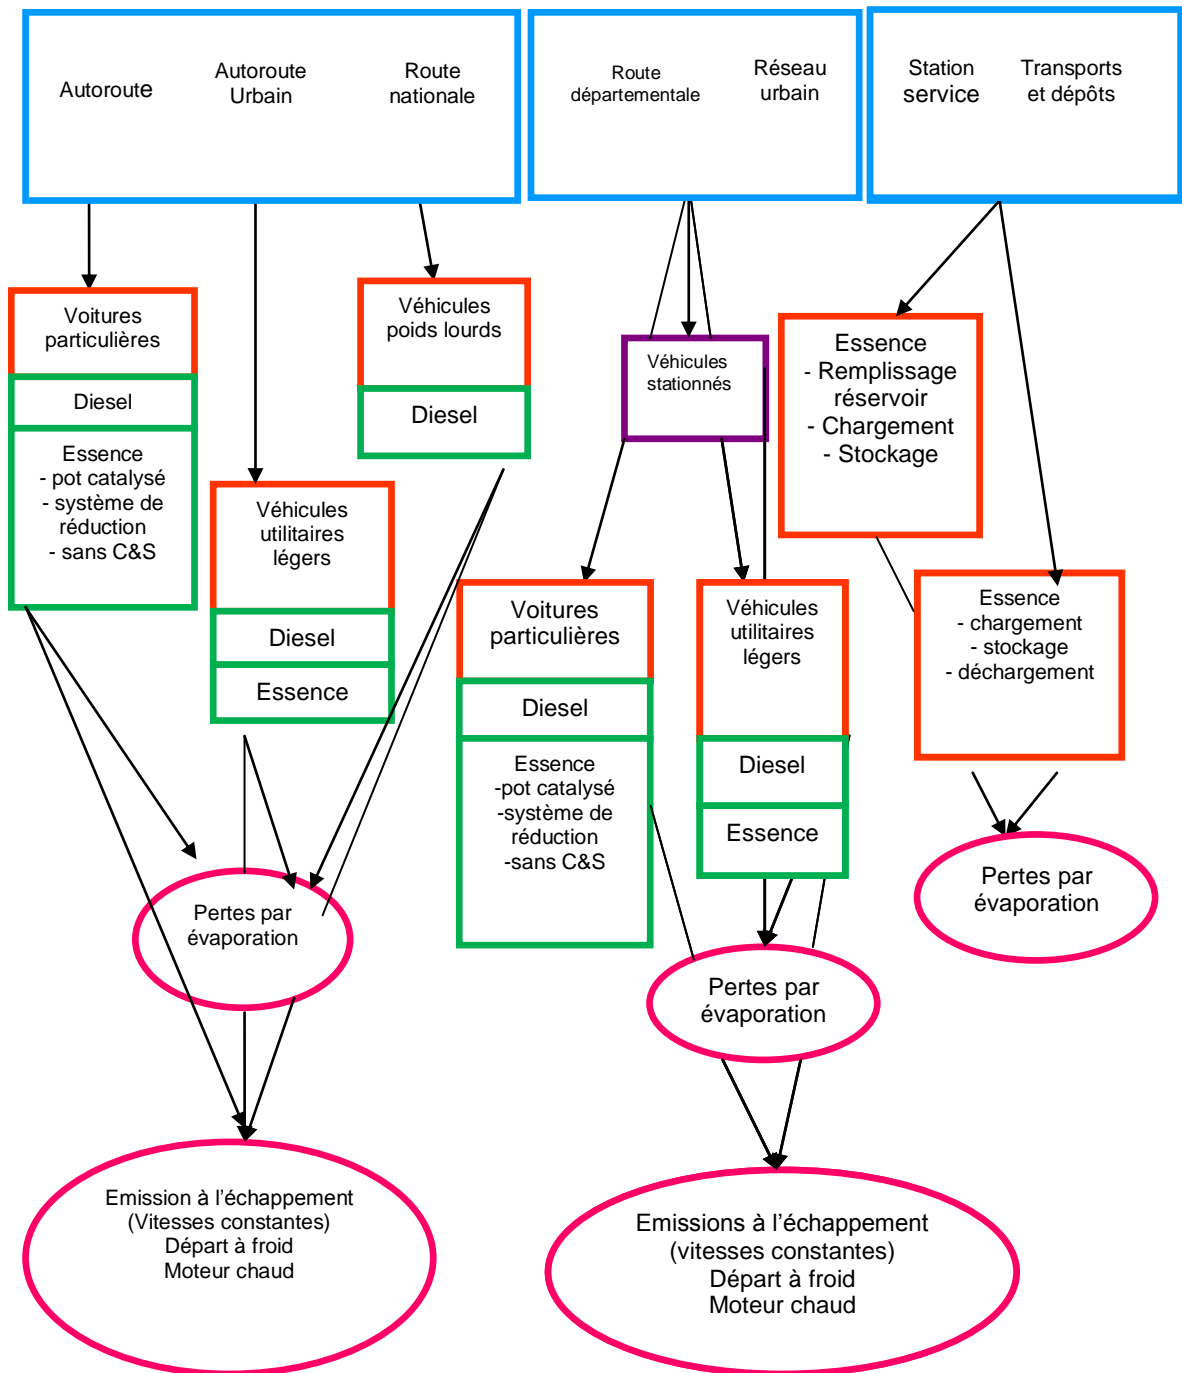 Autoroute
Autoroute
Urbain
Route
nationale
Route
départementale
Réseau
urbain
Station
service
Transports
et dépôts
Voitures
particulières
Diesel
Essence
- pot catalysé
- système de
réduction
- sans C&S
Véhicules
utilitaires
légers
Diesel
Essence
Véhicules
poids lourds
Diesel
Véhicules
stationnés
Essence
- Remplissage
réservoir
- Chargement
- Stockage
Voitures
particulières
Diesel
Essence
-pot catalysé
-système de
réduction
-sans C&S
Véhicules
utilitaires
légers
Diesel
Essence
Essence
- chargement
- stockage
- déchargement
Pertes par
évaporation
Pertes par
évaporation
Pertes par
évaporation
Emission à l’échappement
(Vitesses constantes)
Départ à froid
Moteur chaud
Emissions à l’échappement
(vitesses constantes)
Départ à froid
Moteur chaud